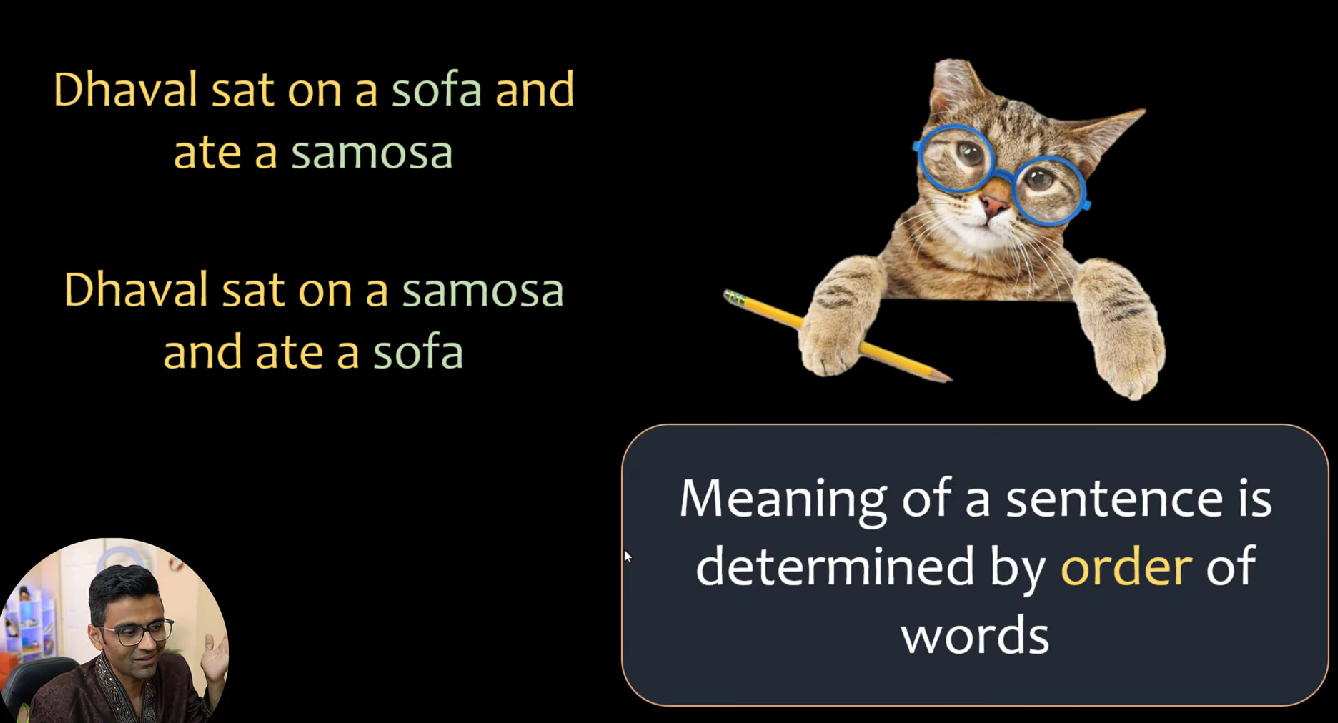 Dhaval sat on a sofa and
ate a samosa
Dhaval sat on a samosa
and ate a sofa
Meaning of a sentence is
determined by order of
words